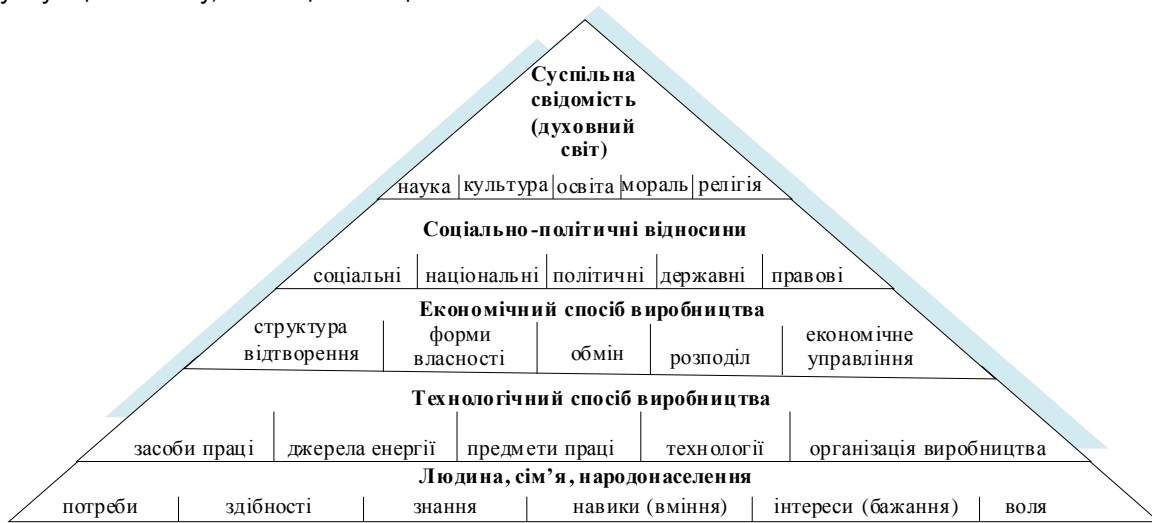 Суспільна
свідомість
(духовний
світ)
наука культура освіта мораль релігія
Соціально-політичні відносини
соціальні національні політичні державні правові
Економічний спосіб виробництва
структура відтворення форми власності обмін розподіл економічне управління
Технологічний спосіб виробництва
засоби праці джерела енергії предмети праці технології організація виробництва
Людина, сім’я, народонаселення
потреби здібності знання навики (вміння) інтереси (бажання) воля